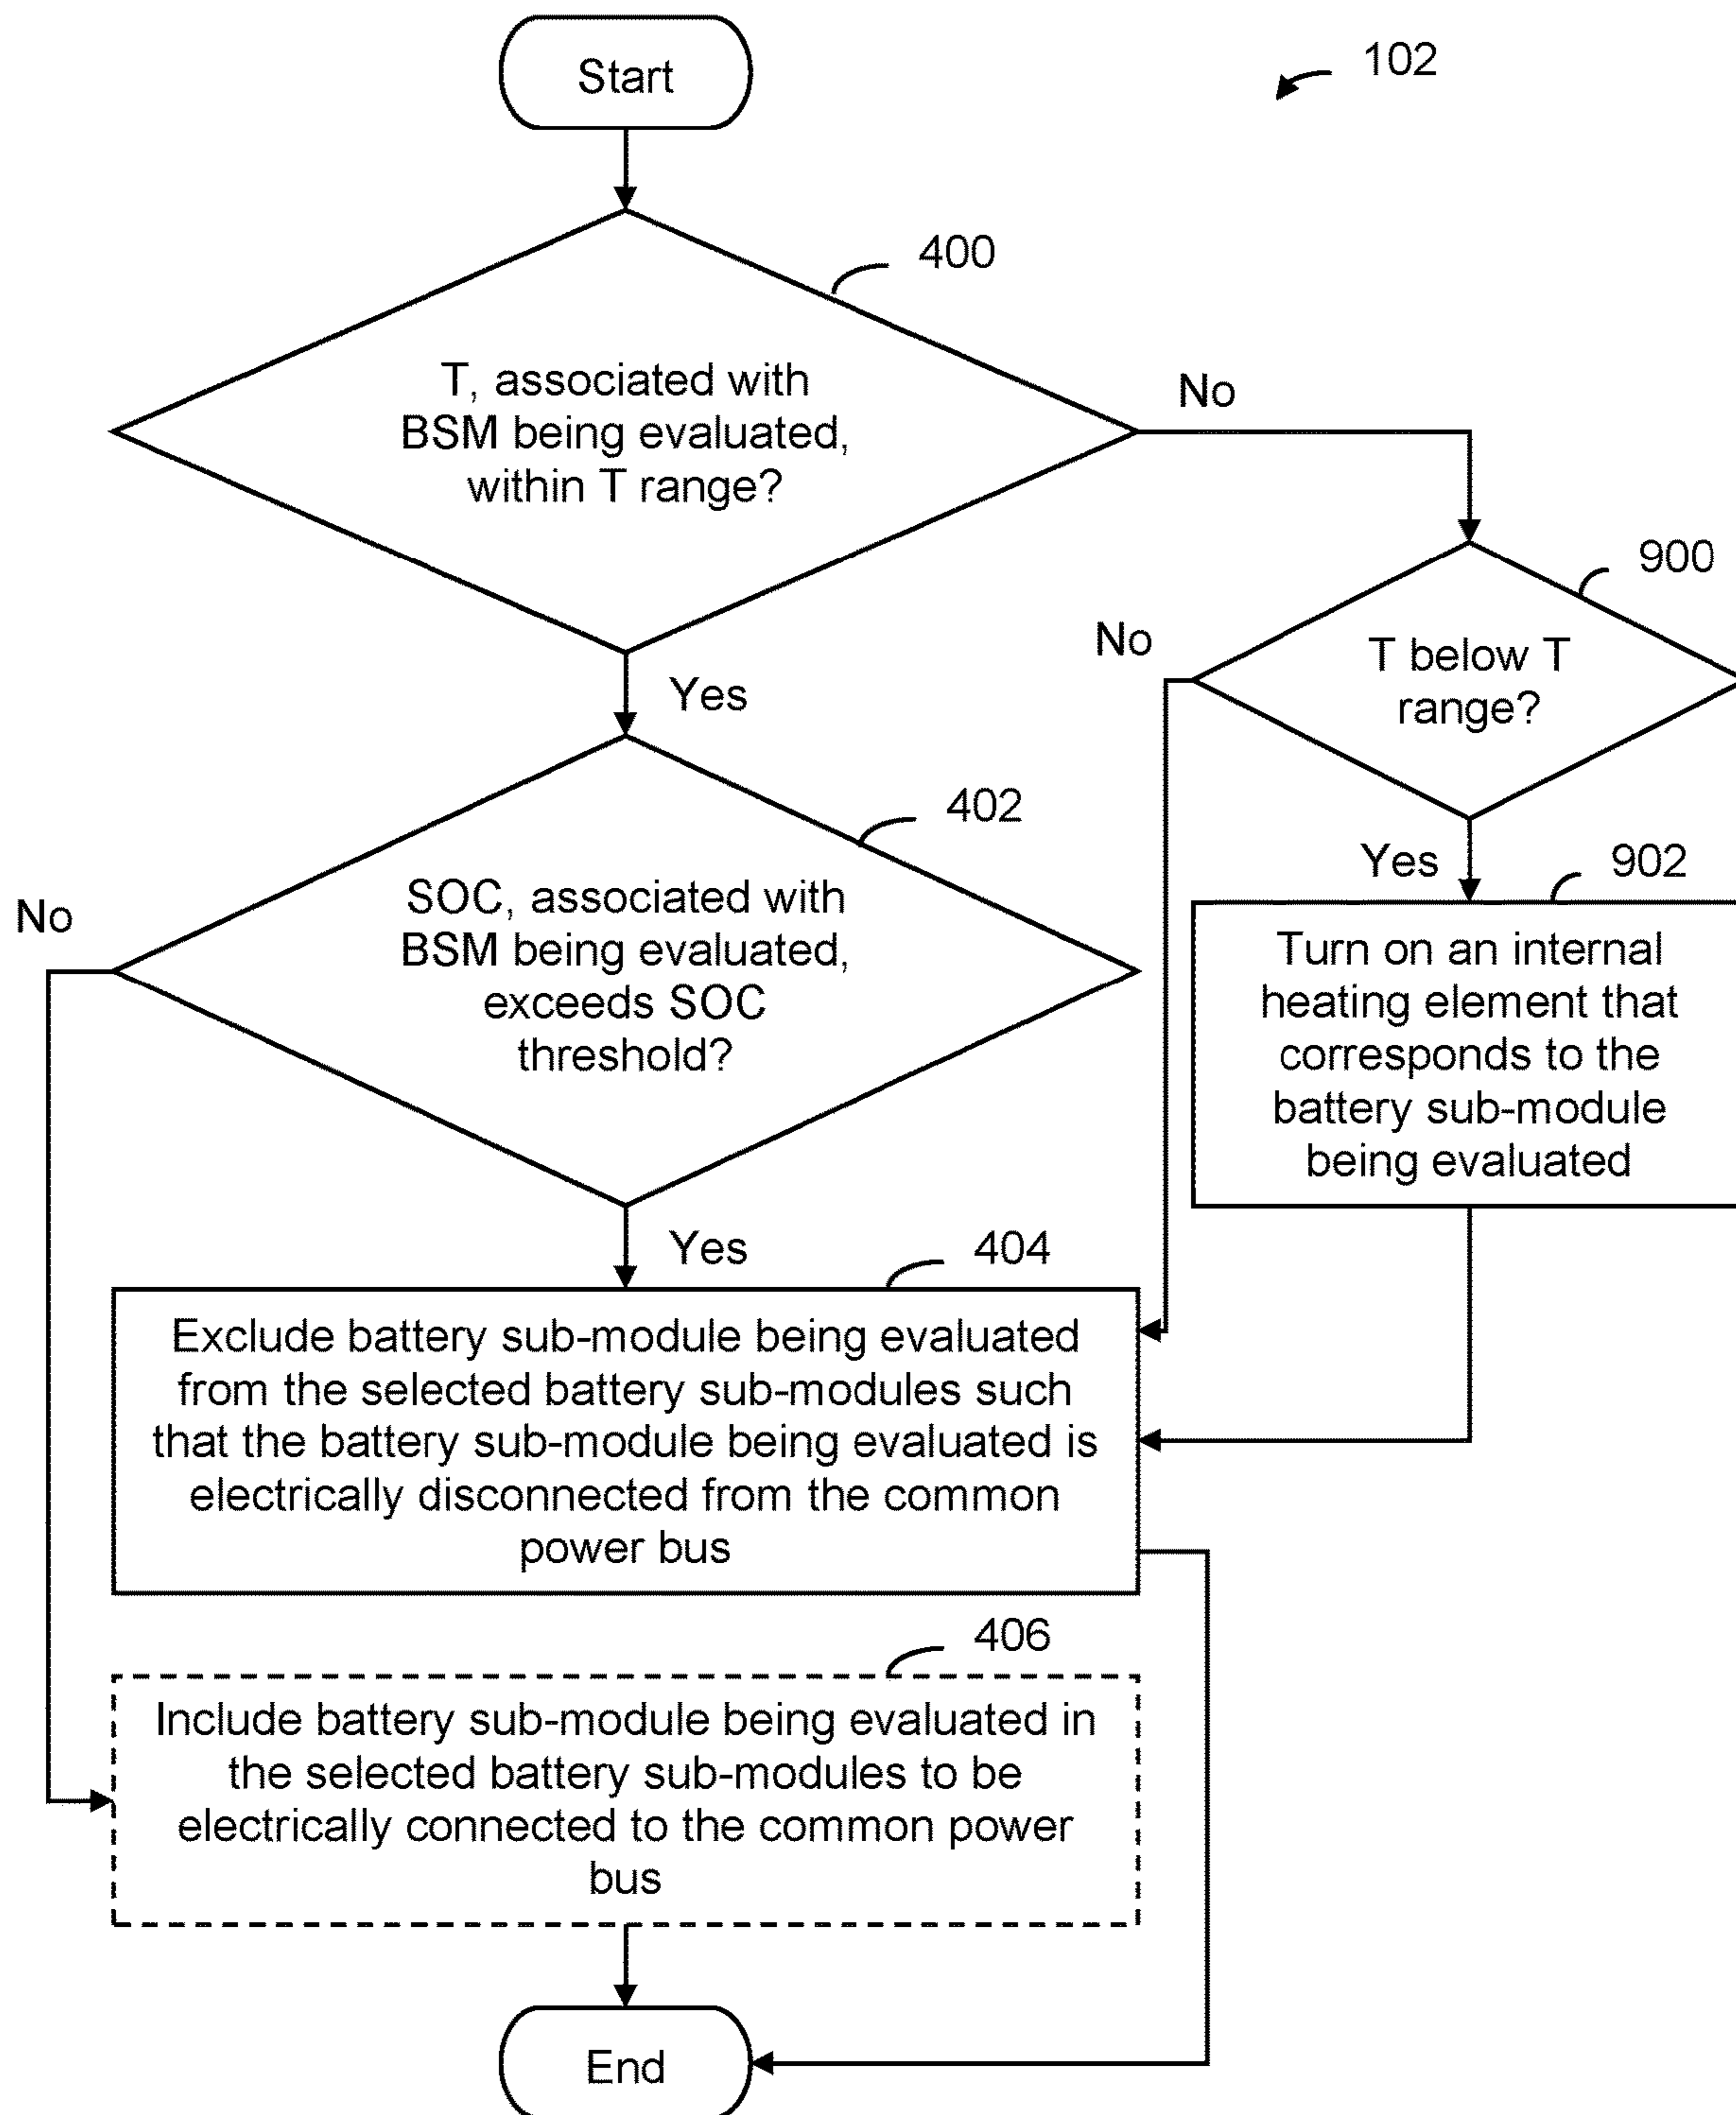 Start
102
400
T, associated with
BSM being evaluated,
within T range?
No
900
T below T
range?
No
Yes
Yes
402
SOC, associated with
BSM being evaluated,
exceeds SOC
threshold?
No
902
Turn on an internal
heating element that
corresponds to the
battery sub-module
being evaluated
Yes
404
Exclude battery sub-module being evaluated
from the selected battery sub-modules such
that the battery sub-module being evaluated is
electrically disconnected from the common
power bus
406
Include battery sub-module being evaluated in
the selected battery sub-modules to be
electrically connected to the common power
bus
End